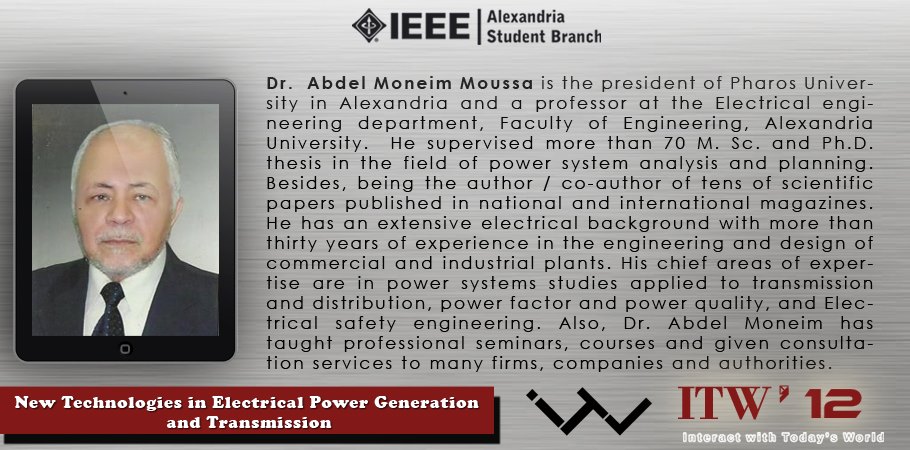 IEEE
Alexandria
Student Branch
Dr. Abdel Moneim Moussa is the president of Pharos Univer-
sity in Alexandria and a professor at the Electrical engi-
neering department, Faculty of Engineering, Alexandria
University. He supervised more than 70 M. Sc. and Ph.D.
thesis in the field of power system analysis and planning.
Besides, being the author / co-author of tens of scientific
papers published in national and international magazines.
He has an extensive electrical background with more than
thirty years of experience in the engineering and design of
commercial and industrial plants. His chief areas of exper-
tise are in power systems studies applied to transmission
and distribution, power factor and power quality, and Elec-
trical safety engineering. Also, Dr. Abdel Moneim has
taught professional seminars, courses and given consulta-
tion services to many firms, companies and authorities.
New Technologies in Electrical Power Generation
and Transmission
itw
ITW ' 12
Interact with Today's World